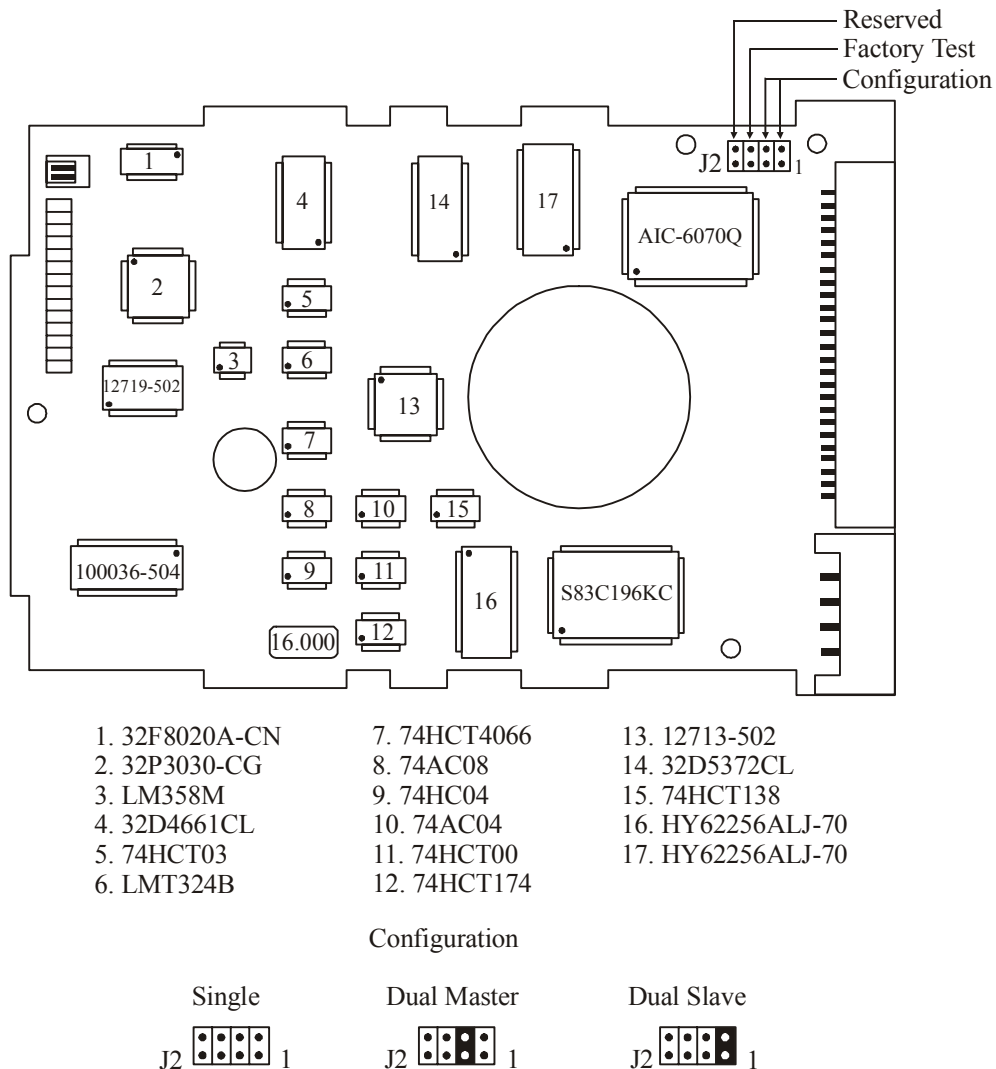 Reserved
Factory Test
Configuration
J2 1
1
4
14
17
AIC-6070Q
2
5
3
6
12719-502
13
7
8
10
15
100036-504
9
11
16
S83C196KC
12
16.000
1. 32F8020A-CN
2. 32P3030-CG
3. LM358M
4. 32D4661CL
5. 74HCT03
6. LMT324B
7. 74HCT4066
8. 74AC08
9. 74HC04
10. 74AC04
11. 74HCT00
12. 74HCT174
13. 12713-502
14. 32D5372CL
15. 74HCT138
16. HY62256ALJ-70
17. HY62256ALJ-70
Configuration
Single
J2 1
Dual Master
J2 1
Dual Slave
J2 1